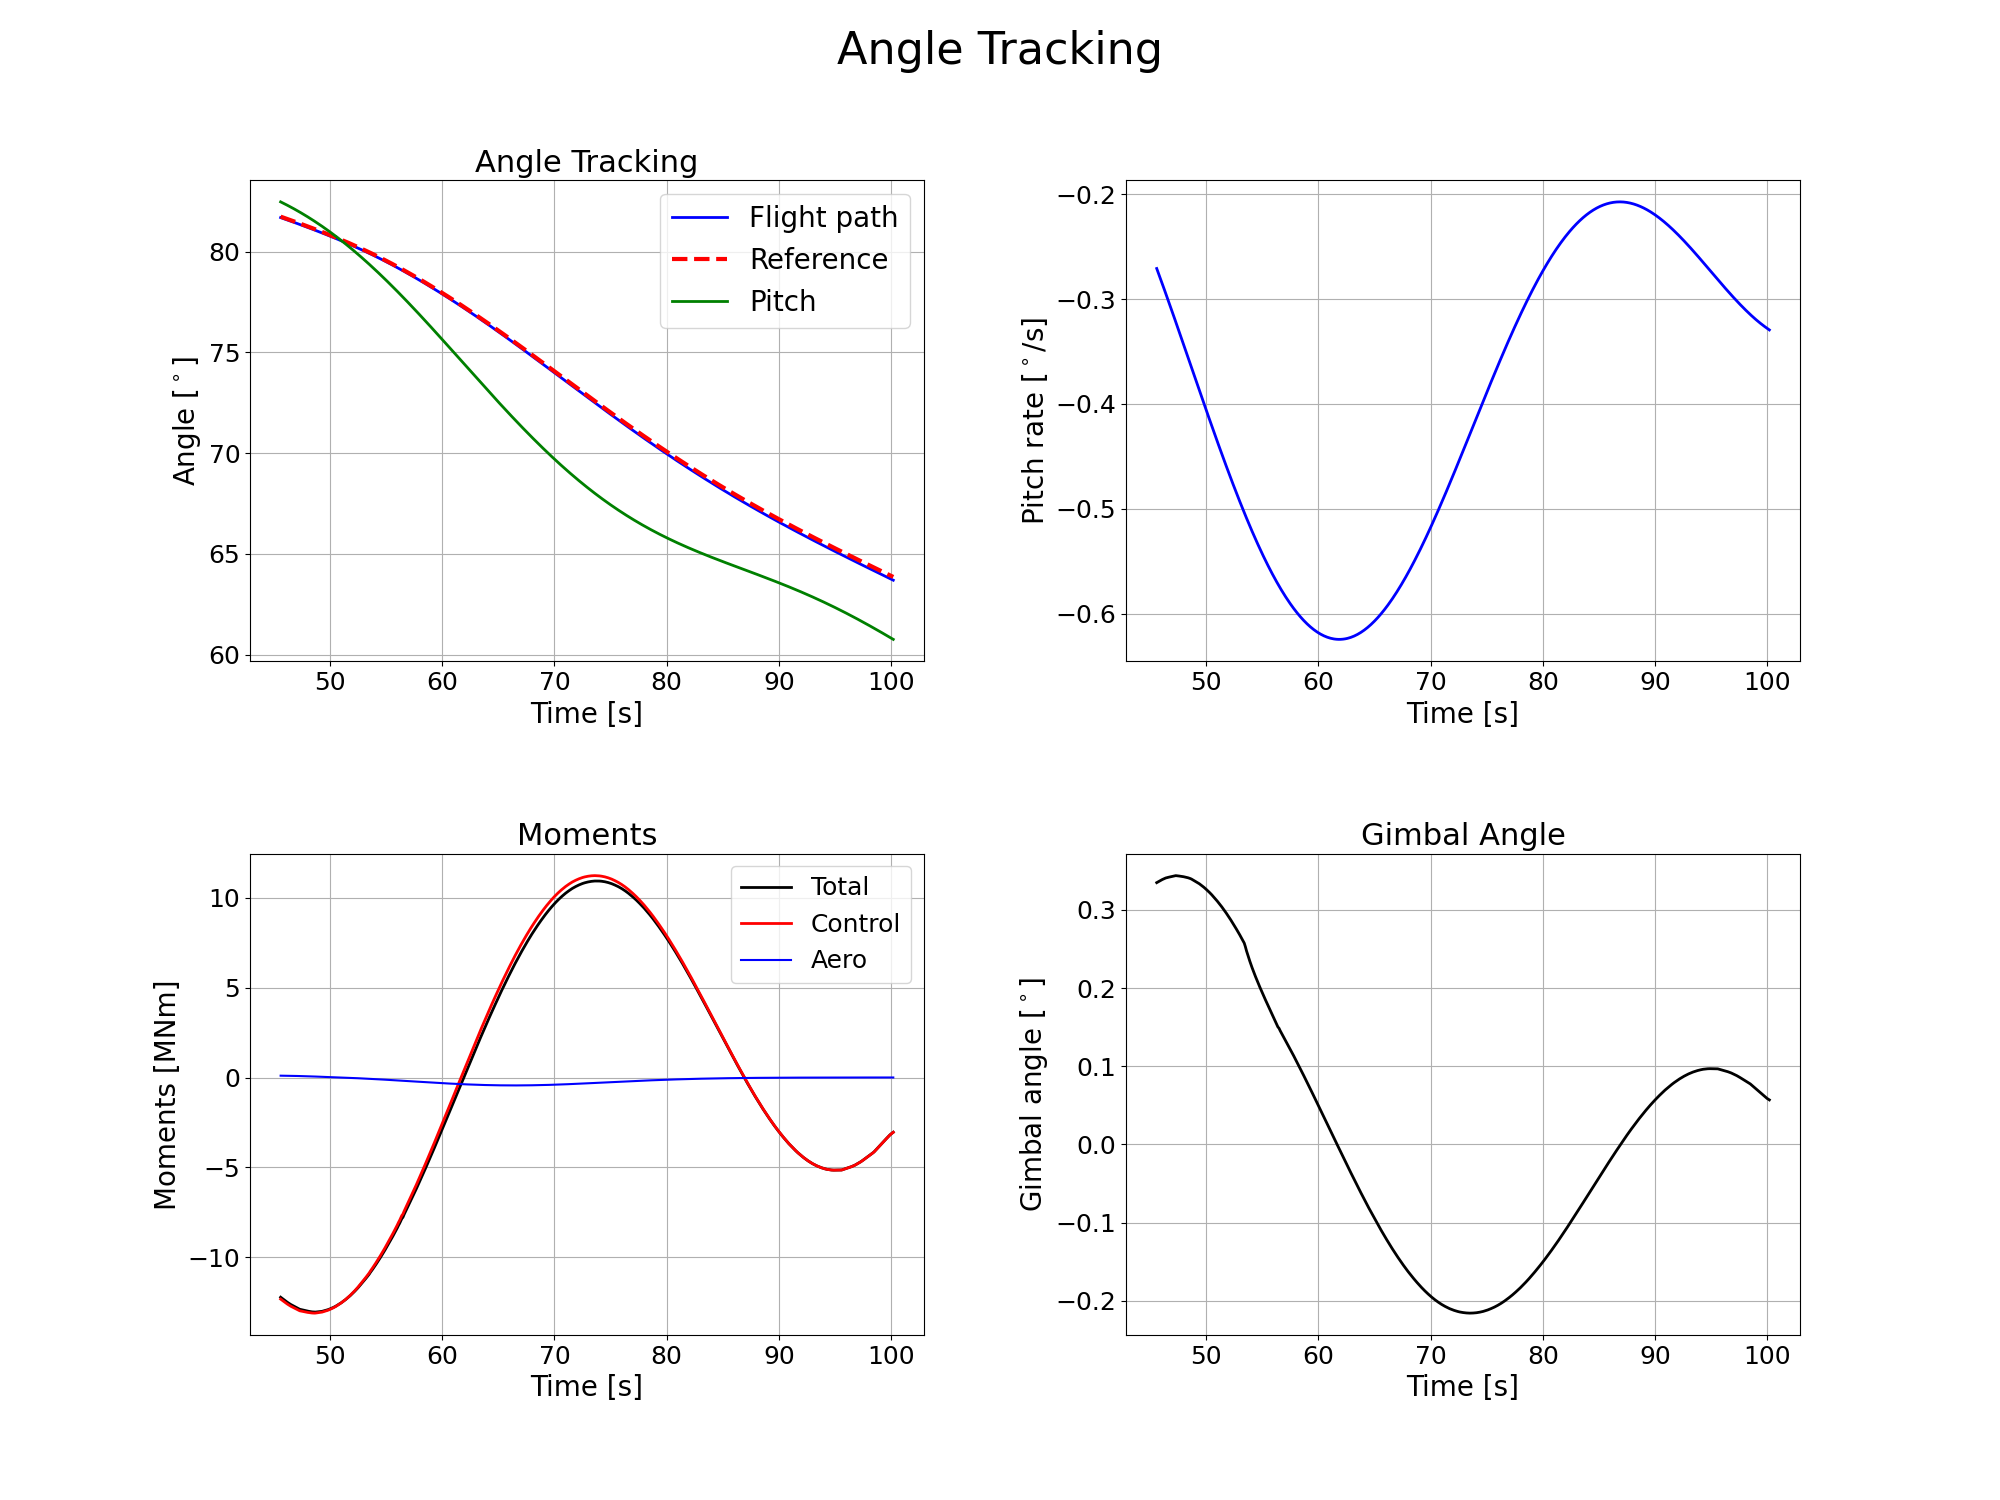 Angle Tracking
Angle Tracking
Flight path
Reference
Pitch
Angle [°]
80
75
70
65
60
50 60 70 80 90 100
Time [s]
Pitch rate [°/s]
−0.2
−0.3
−0.4
−0.5
−0.6
50 60 70 80 90 100
Time [s]
Moments
Total
Control
Aero
Moments [MNm]
10
5
0
−5
−10
50 60 70 80 90 100
Time [s]
Gimbal Angle
Gimbal angle [°]
0.3
0.2
0.1
0.0
−0.1
−0.2
50 60 70 80 90 100
Time [s]